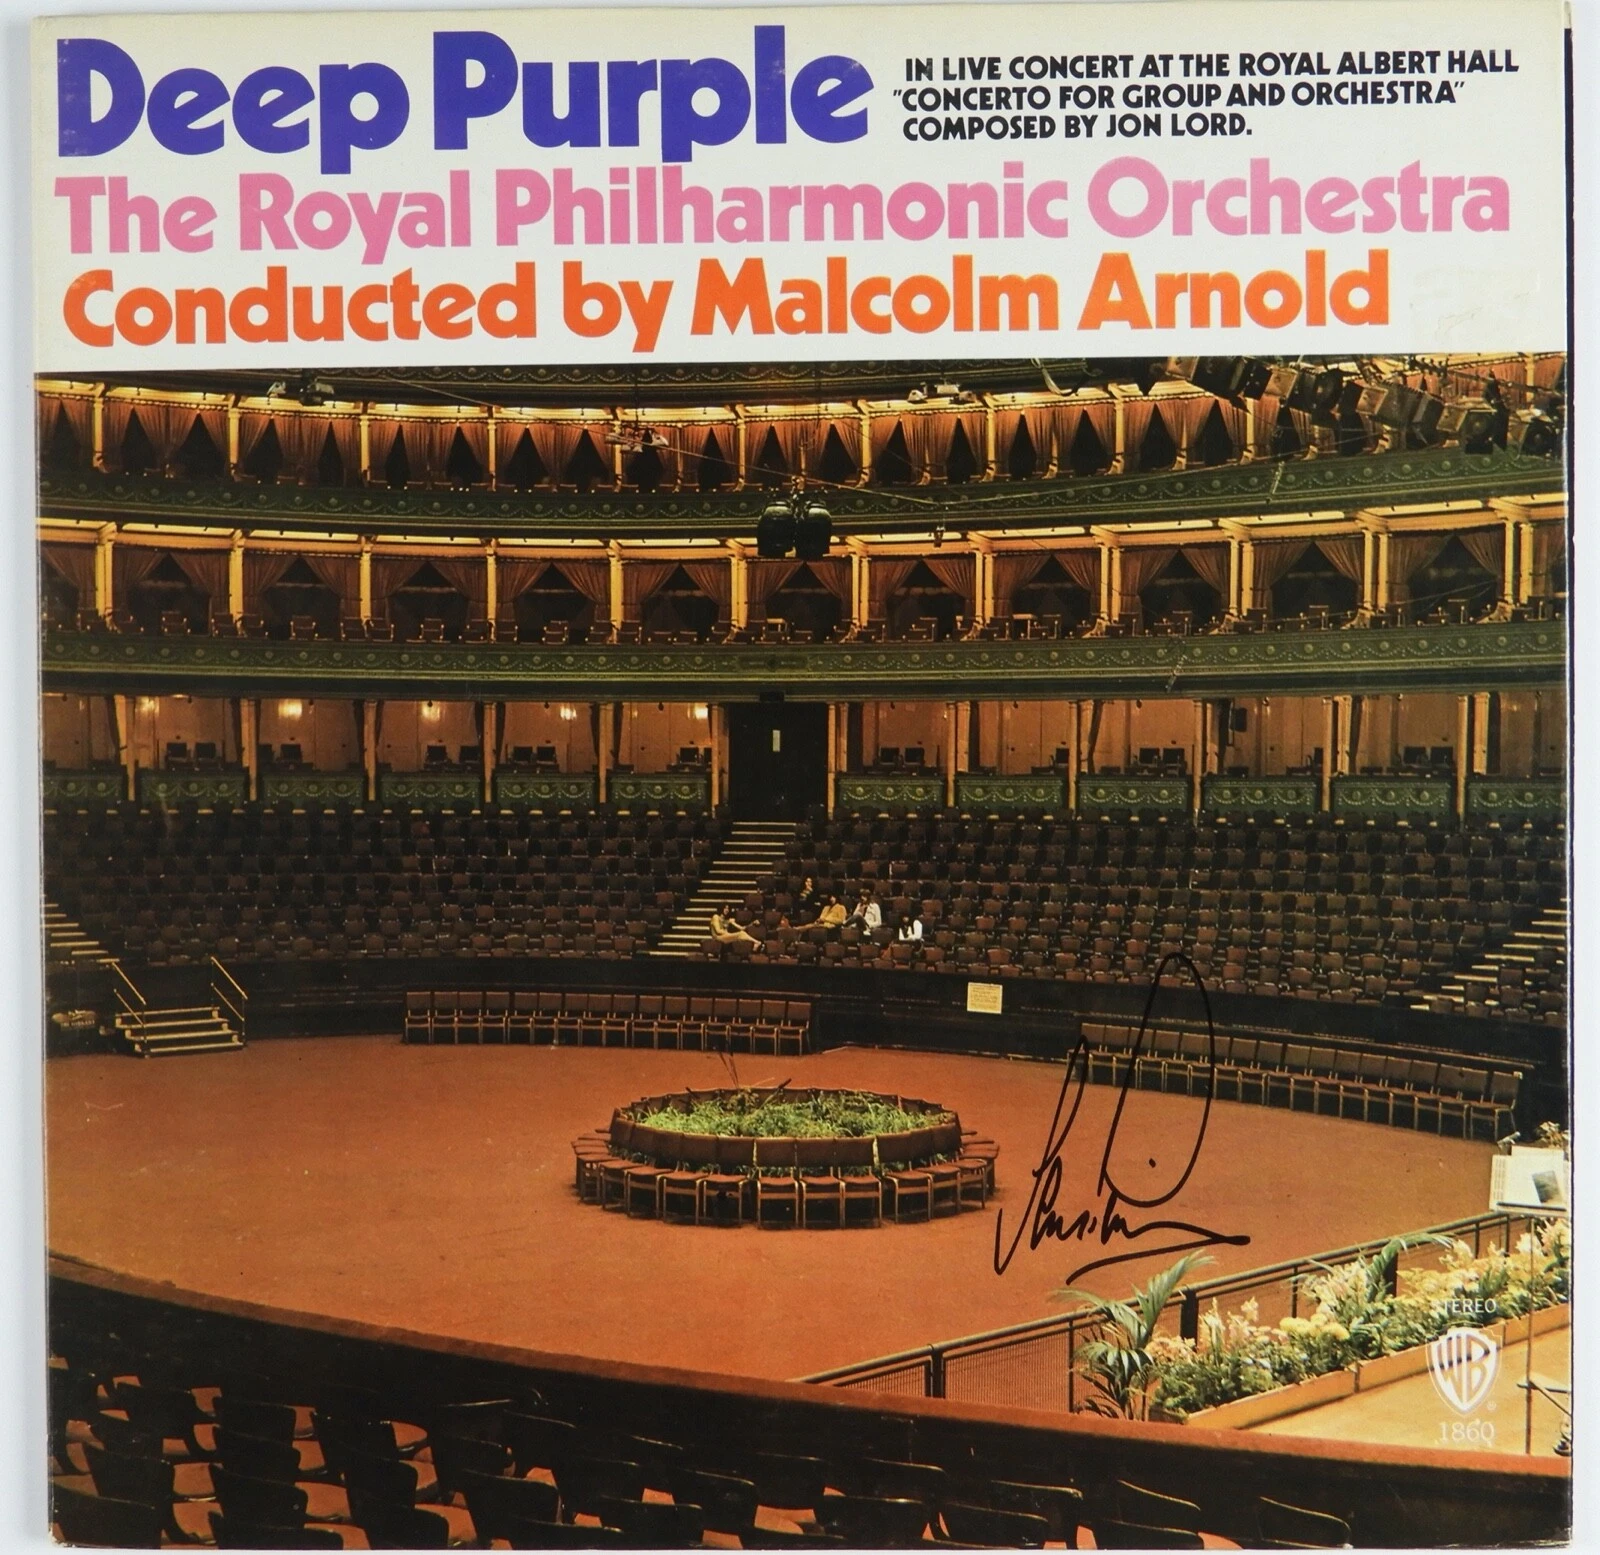 Deep Purple
IN LIVE CONCERT AT THE ROYAL ALBERT HALL
"CONCERTO FOR GROUP AND ORCHESTRA"
COMPOSED BY JON LORD.
The Royal Philharmonic Orchestra
Conducted by Malcolm Arnold
STEREO
WB
®
1860